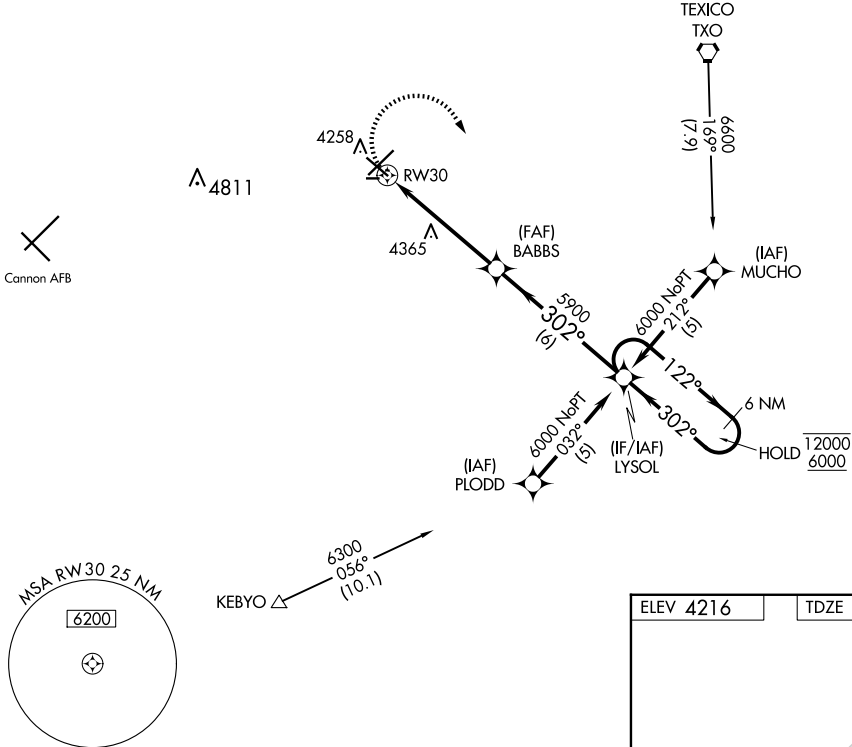 TEXICO
TXO
6600
169°
(7.9)
4258
RW30
4811
4365
(FAF)
BABBS
(IAF)
MUCHO
Cannon AFB
5900
302°
(6)
6000 NoPT
212°
(5)
122°
302°
6 NM
HOLD
12000
6000
6000 NoPT
032°
(5)
(IF/IAF)
LYSOL
(IAF)
PLODD
6300
056°
(10.1)
KEBYO
MSA RW30 25 NM
6200
ELEV 4216
TDZE